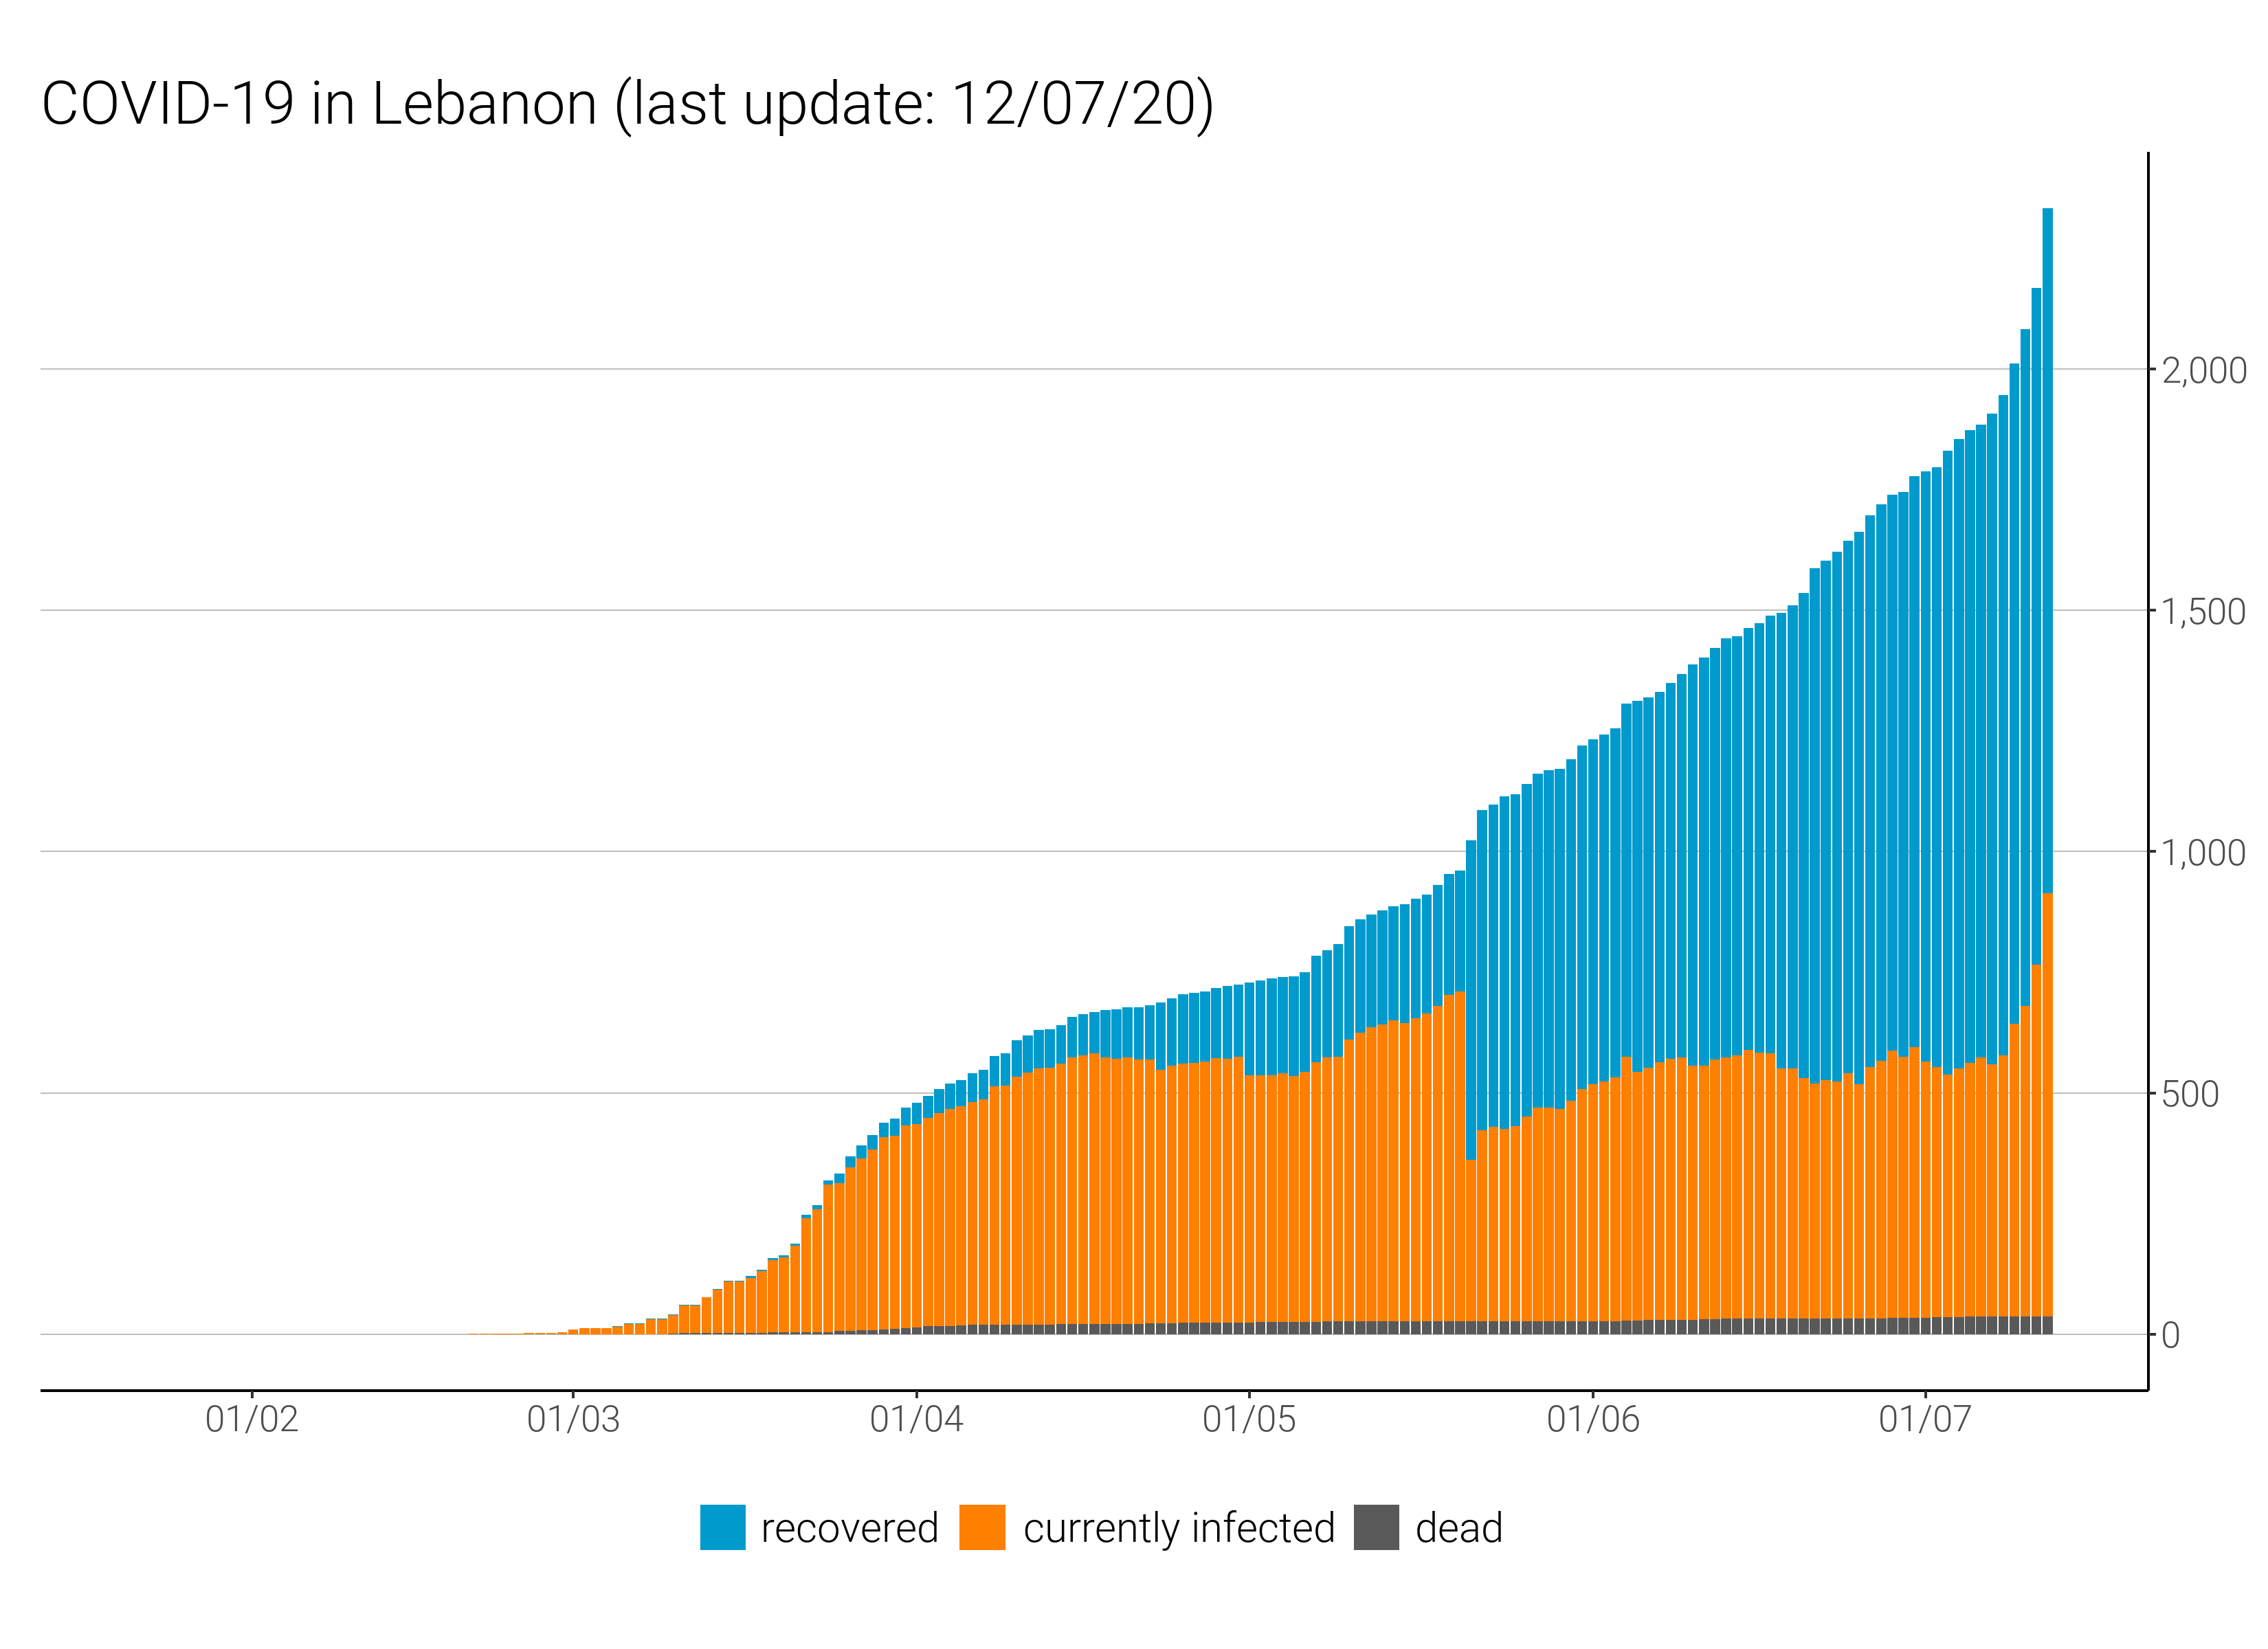 COVID-19 in Lebanon (last update: 12/07/20)
2,000
1,500
1,000
500
0
01/02 01/03 01/04 01/05 01/06 01/07
recovered currently infected dead